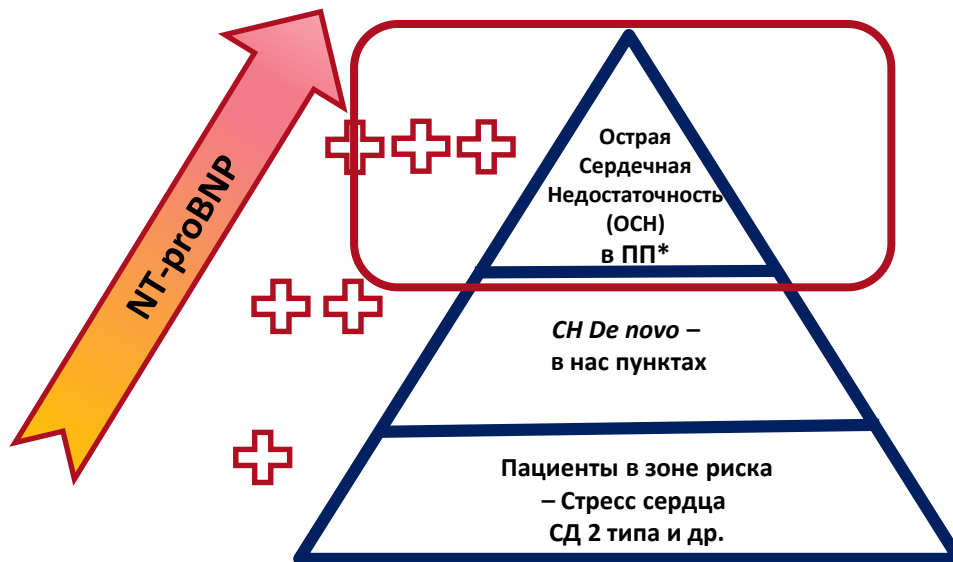 NT-proBNP
Острая
Сердечная
Недостаточность
(ОСН)
в ПП*
СН De novo –
в нас пунктах
Пациенты в зоне риска
– Стресс сердца
СД 2 типа и др.